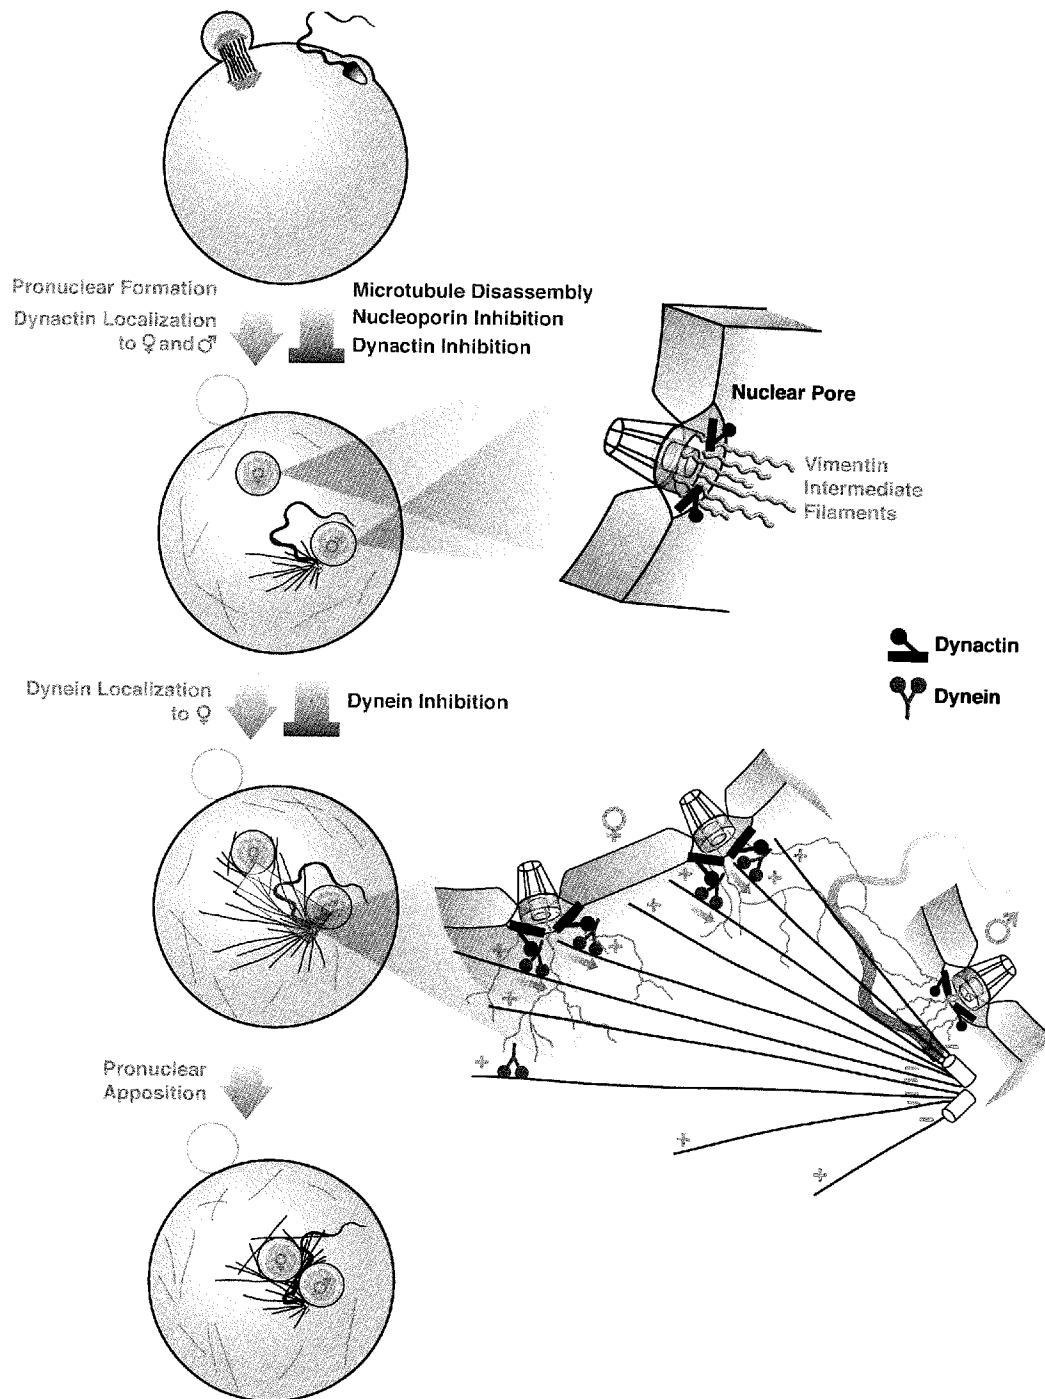 Pronuclear Formation
Dynactin Localization
to ♀ and ♂
Microtubule Disassembly
Nucleoporin Inhibition
Dynactin Inhibition
♀
♂
Nuclear Pore
Vimentin
Intermediate
Filaments
Dynactin
Dynein
Dynein Localization
to ♀
Dynein Inhibition
♀
♂
♀
♂
+ + + + + + + + + +
− − − − −
Pronuclear
Apposition
♀
♂